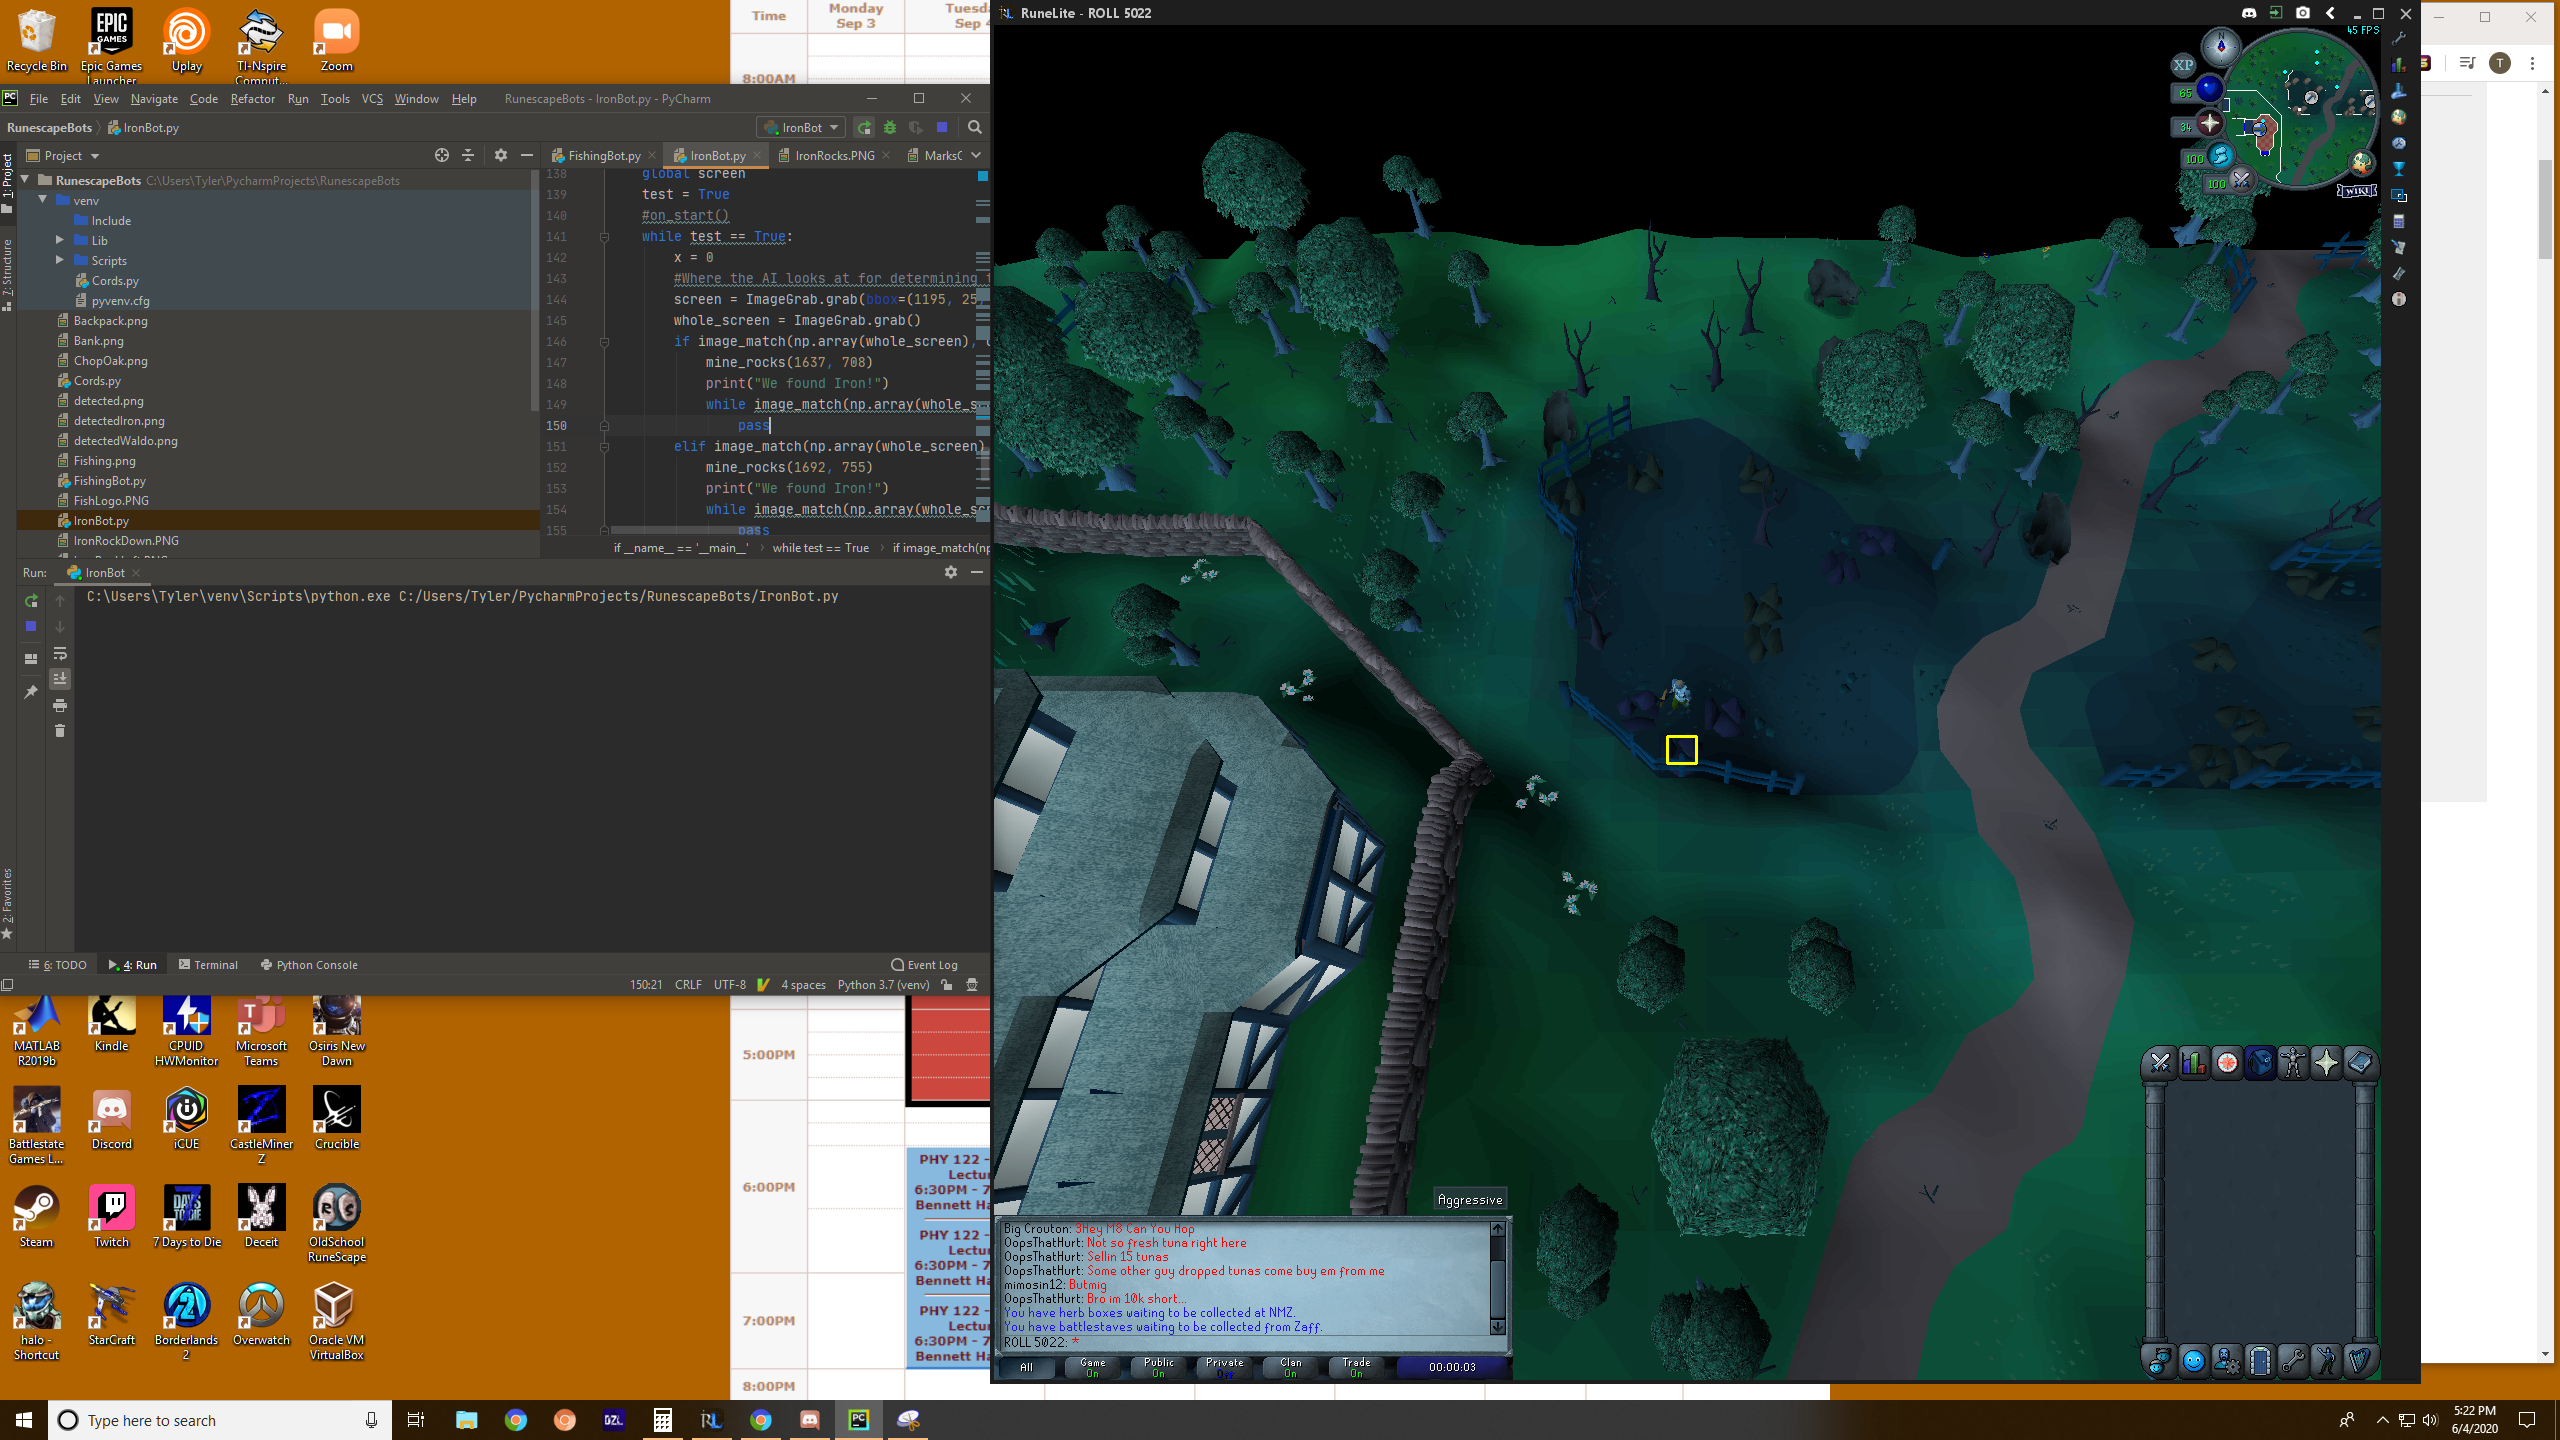 Recycle Bin
Epic Games Launcher
Uplay
TI-Nspire Comput...
Zoom
Time
Monday
Sep 3
8:00AM
File Edit View Navigate Code Refactor Run Tools VCS Window Help
RunescapeBots - IronBot.py - PyCharm
RunescapeBots
IronBot.py
IronBot
Project
FishingBot.py
IronBot.py
IronRocks.PNG
1: Project
7: Structure
2: Favorites
RunescapeBots C:\Users\Tyler\PycharmProjects\RunescapeBots
venv
Include
Lib
Scripts
Cords.py
pyvenv.cfg
Backpack.png
Bank.png
ChopOak.png
Cords.py
detected.png
detectedIron.png
detectedWaldo.png
Fishing.png
FishingBot.py
FishLogo.PNG
IronBot.py
IronRockDown.PNG
138 global screen
139 test = True
140 #on_start()
141 while test == True:
142 x = 0
143 #Where the AI looks at for determining
144 screen = ImageGrab.grab(bbox=(1195, 25
145 whole_screen = ImageGrab.grab()
146 if image_match(np.array(whole_screen),
147 mine_rocks(1637, 708)
148 print("We found Iron!")
149 while image_match(np.array(whole_s
150 pass
151 elif image_match(np.array(whole_screen)
152 mine_rocks(1692, 755)
153 print("We found Iron!")
154 while image_match(np.array(whole_sc
155 pass
if __name__ == '__main__' while test == True if image_match(np
Run: IronBot
C:\Users\Tyler\venv\Scripts\python.exe C:/Users/Tyler/PycharmProjects/RunescapeBots/IronBot.py
6: TODO
4: Run
Terminal
Python Console
Event Log
150:21 CRLF UTF-8 4 spaces Python 3.7 (venv)
MATLAB R2019b
Kindle
CPUID HWMonitor
Microsoft Teams
Osiris New Dawn
Battlestate Games L...
Discord
iCUE
CastleMiner Z
Crucible
Steam
Twitch
7 Days to Die
Deceit
OldSchool RuneScape
halo - Shortcut
StarCraft
Borderlands 2
Overwatch
Oracle VM VirtualBox
5:00PM
6:00PM
7:00PM
8:00PM
PHY 122 -
Lectu
6:30PM - 7
Bennett Ha
PHY 122 -
Lectu
6:30PM - 7
Bennett Ha
PHY 122 -
Lectu
6:30PM - 7
Bennett Ha
RuneLite - ROLL 5022
45 FPS
XP
65
34
100
100
WIKI
T
Aggressive
Big Crouton: 3Hey M8 Can You Hop
OopsThatHurt: Not so fresh tuna right here
OopsThatHurt: Sellin 15 tunas
OopsThatHurt: Some other guy dropped tunas come buy em from me
mimosin12: Butmig
OopsThatHurt: Bro im 10k short...
You have herb boxes waiting to be collected at NMZ.
You have battlestaves waiting to be collected from Zaff.
ROLL 5022: *
All
Game On
Public On
Private Off
Clan On
Trade On
00:00:03
Type here to search
5:22 PM
6/4/2020